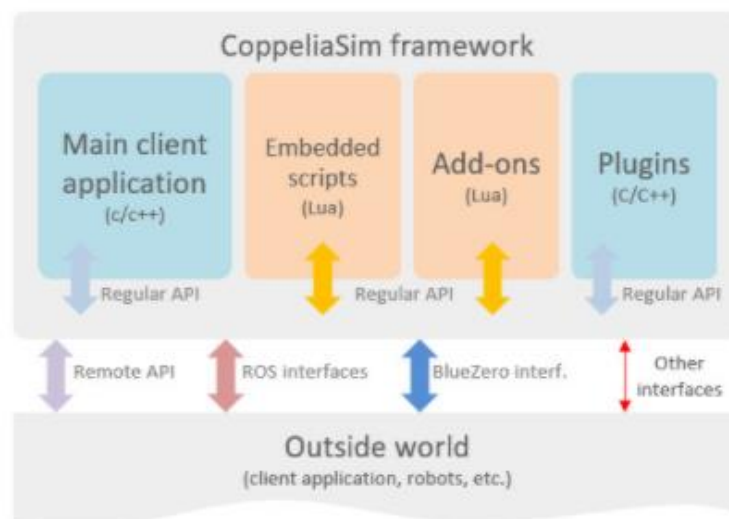 CoppeliaSim framework
Main client
application
(c/c++)
Embedded
scripts
(Lua)
Add-ons
(Lua)
Plugins
(C/C++)
Regular API
Regular API
Regular API
Remote API
ROS interfaces
BlueZero interf.
Other
interfaces
Outside world
(client application, robots, etc.)